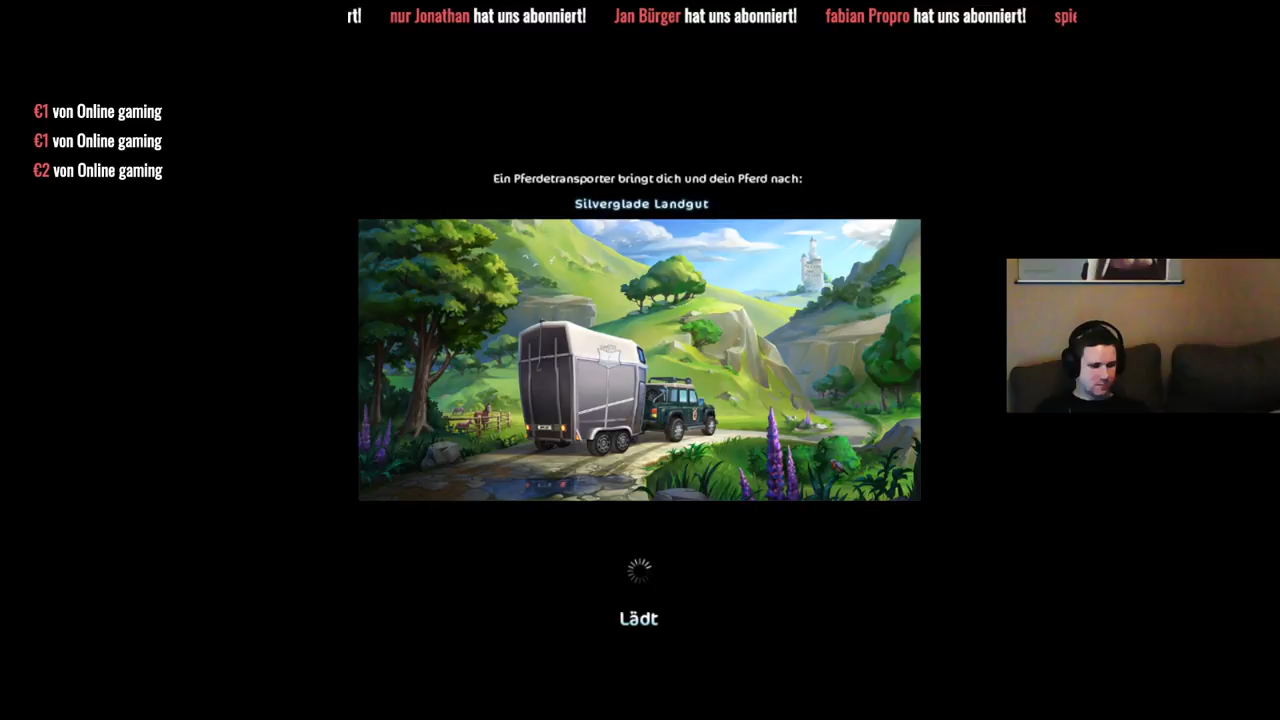 rt! nur Jonathan hat uns abonniert! Jan Bürger hat uns abonniert! fabian Propro hat uns abonniert! spie
€1 von Online gaming
€1 von Online gaming
€2 von Online gaming
Ein Pferdetransporter bringt dich und dein Pferd nach:
Silverglade Landgut
Lädt